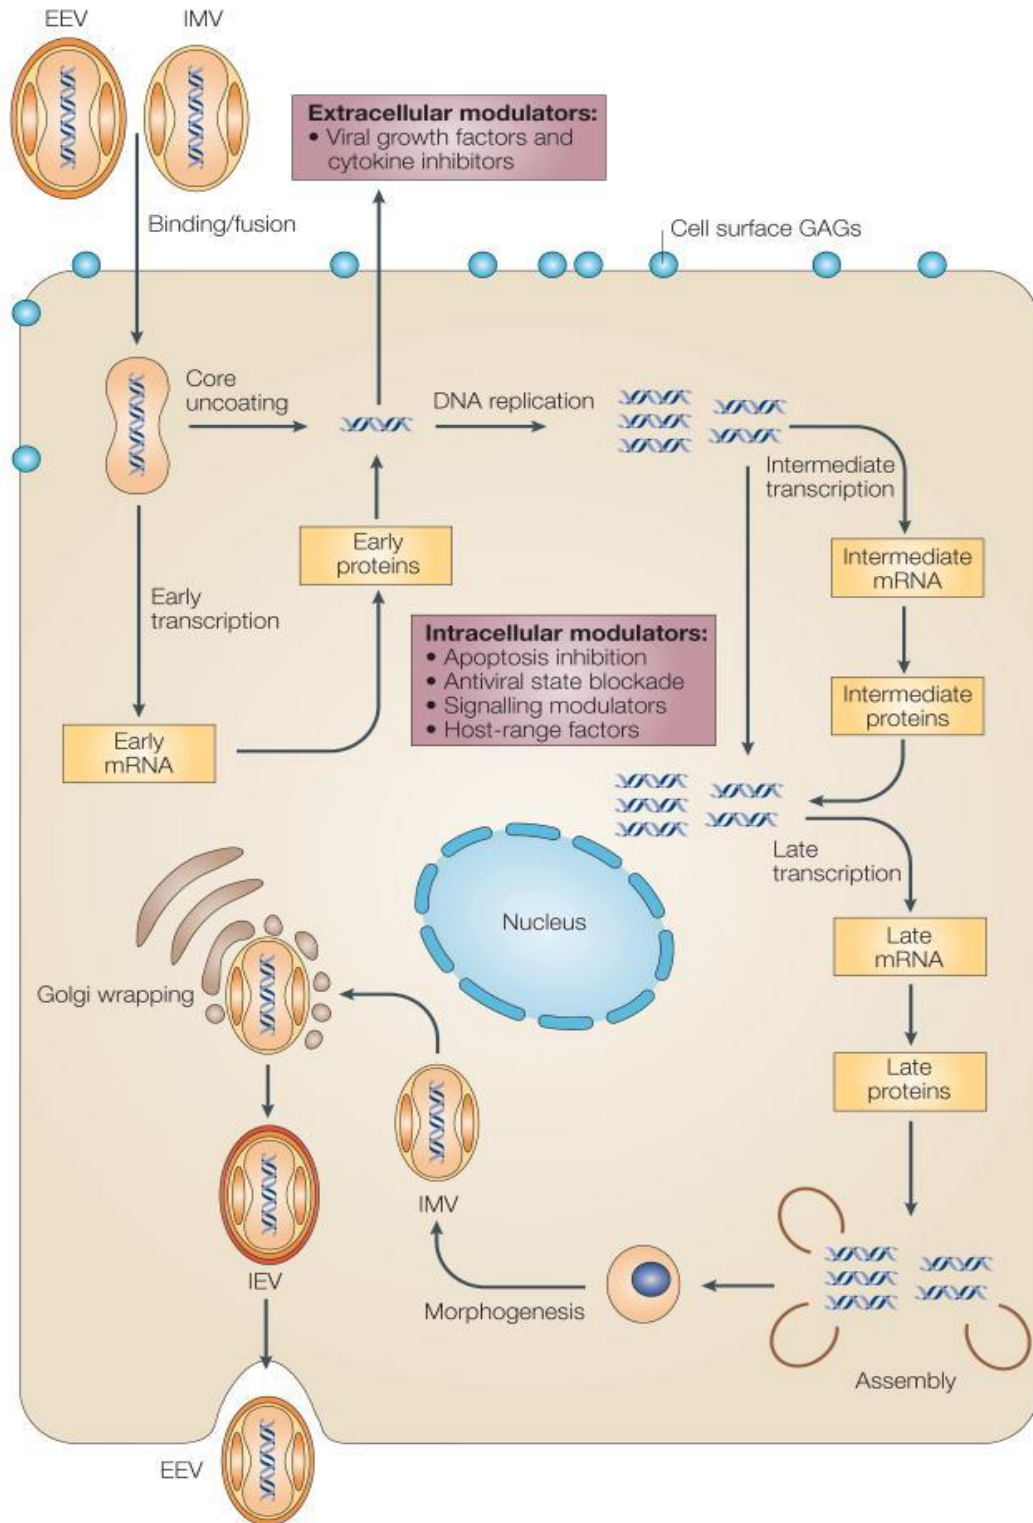 EEV
IMV
Extracellular modulators:
• Viral growth factors and
cytokine inhibitors
Binding/fusion
Cell surface GAGs
Core
uncoating
DNA replication
Intermediate
transcription
Early
proteins
Intermediate
mRNA
Early
transcription
Intracellular modulators:
• Apoptosis inhibition
• Antiviral state blockade
• Signalling modulators
• Host-range factors
Intermediate
proteins
Early
mRNA
Late
transcription
Nucleus
Late
mRNA
Golgi wrapping
Late
proteins
IMV
IEV
Morphogenesis
Assembly
EEV